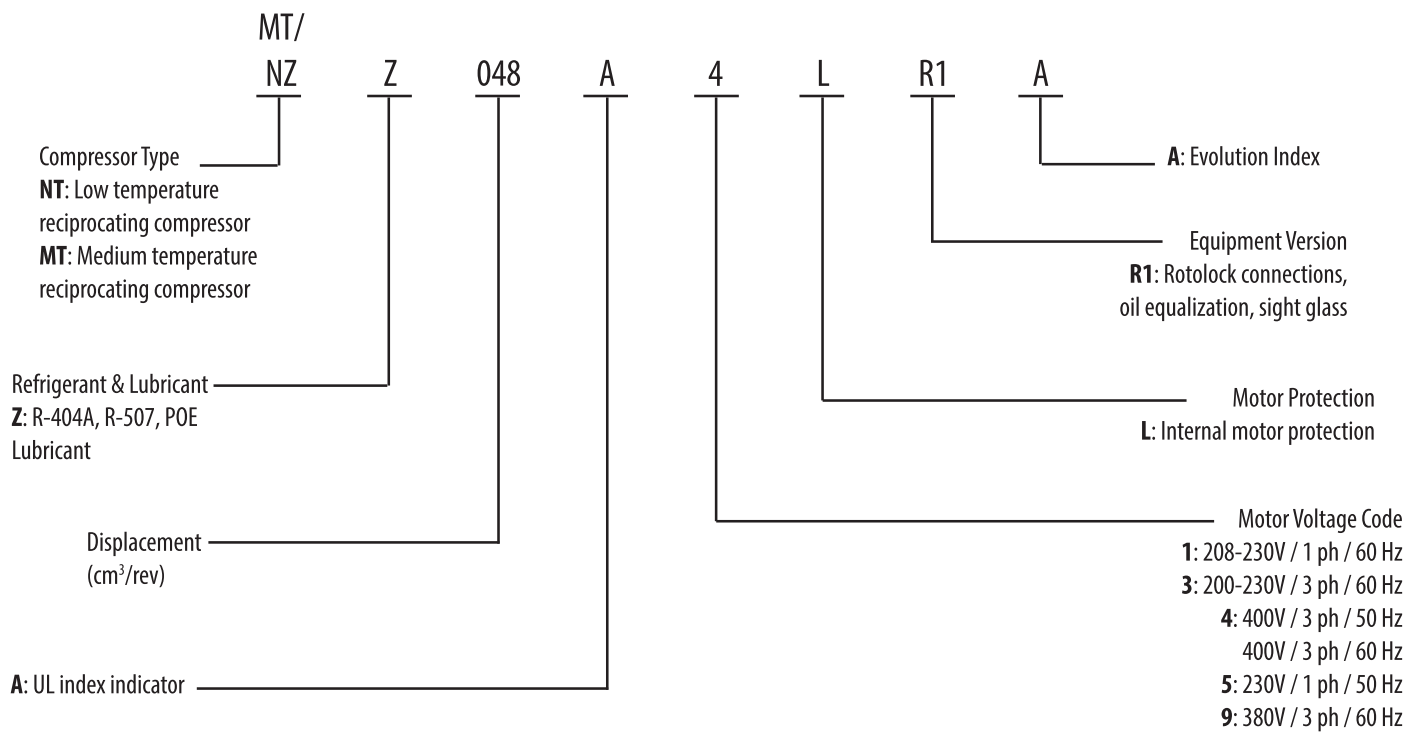 MT/
NZ Z 048 A 4 L R1 A
Compressor Type
NT: Low temperature
reciprocating compressor
MT: Medium temperature
reciprocating compressor
Refrigerant & Lubricant
Z: R-404A, R-507, POE
Lubricant
Displacement
(cm³/rev)
A: UL index indicator
A: Evolution Index
Equipment Version
R1: Rotolock connections,
oil equalization, sight glass
Motor Protection
L: Internal motor protection
Motor Voltage Code
1: 208-230V / 1 ph / 60 Hz
3: 200-230V / 3 ph / 60 Hz
4: 400V / 3 ph / 50 Hz
400V / 3 ph / 60 Hz
5: 230V / 1 ph / 50 Hz
9: 380V / 3 ph / 60 Hz